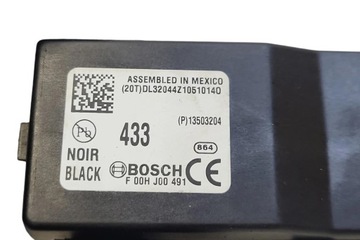 ASSEMBLED IN MEXICO
(20T)DL32044Z10510140
(P)13503204
Pb
433
864
NOIR
BLACK
BOSCH CE
F 00H J00 491